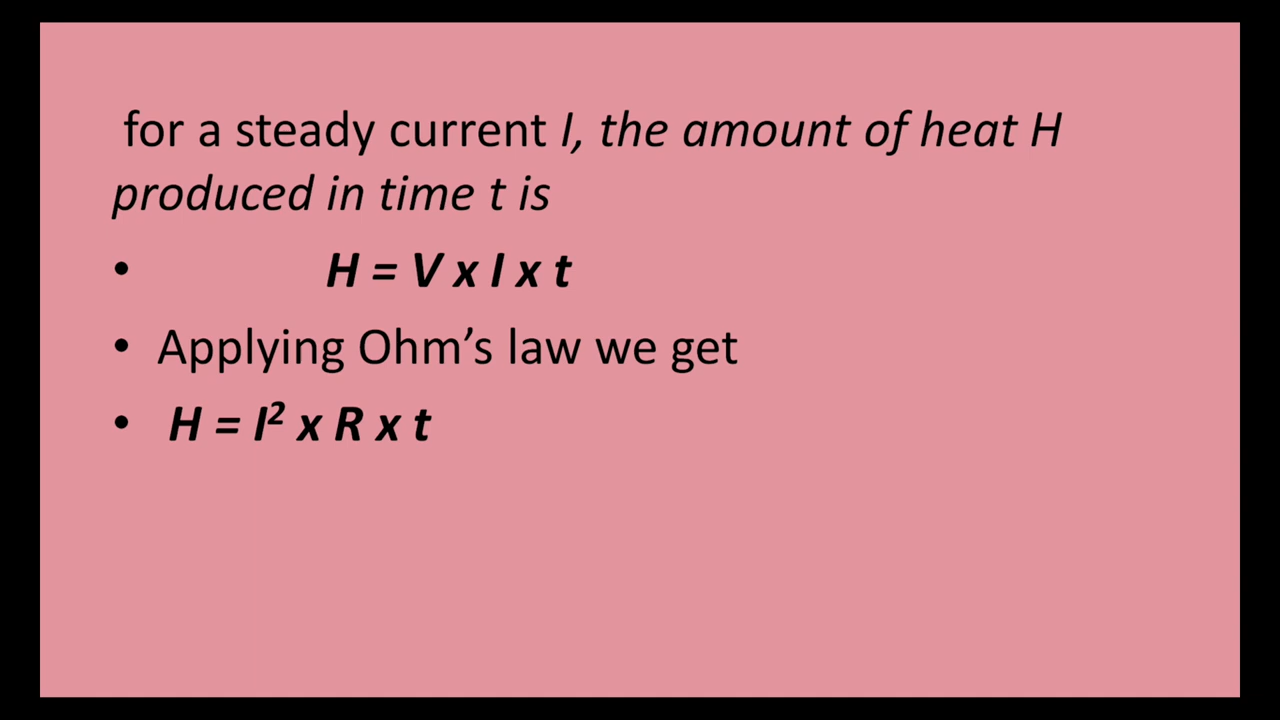 for a steady current I, the amount of heat H
produced in time t is
• H = V x I x t
• Applying Ohm’s law we get
• H = I² x R x t